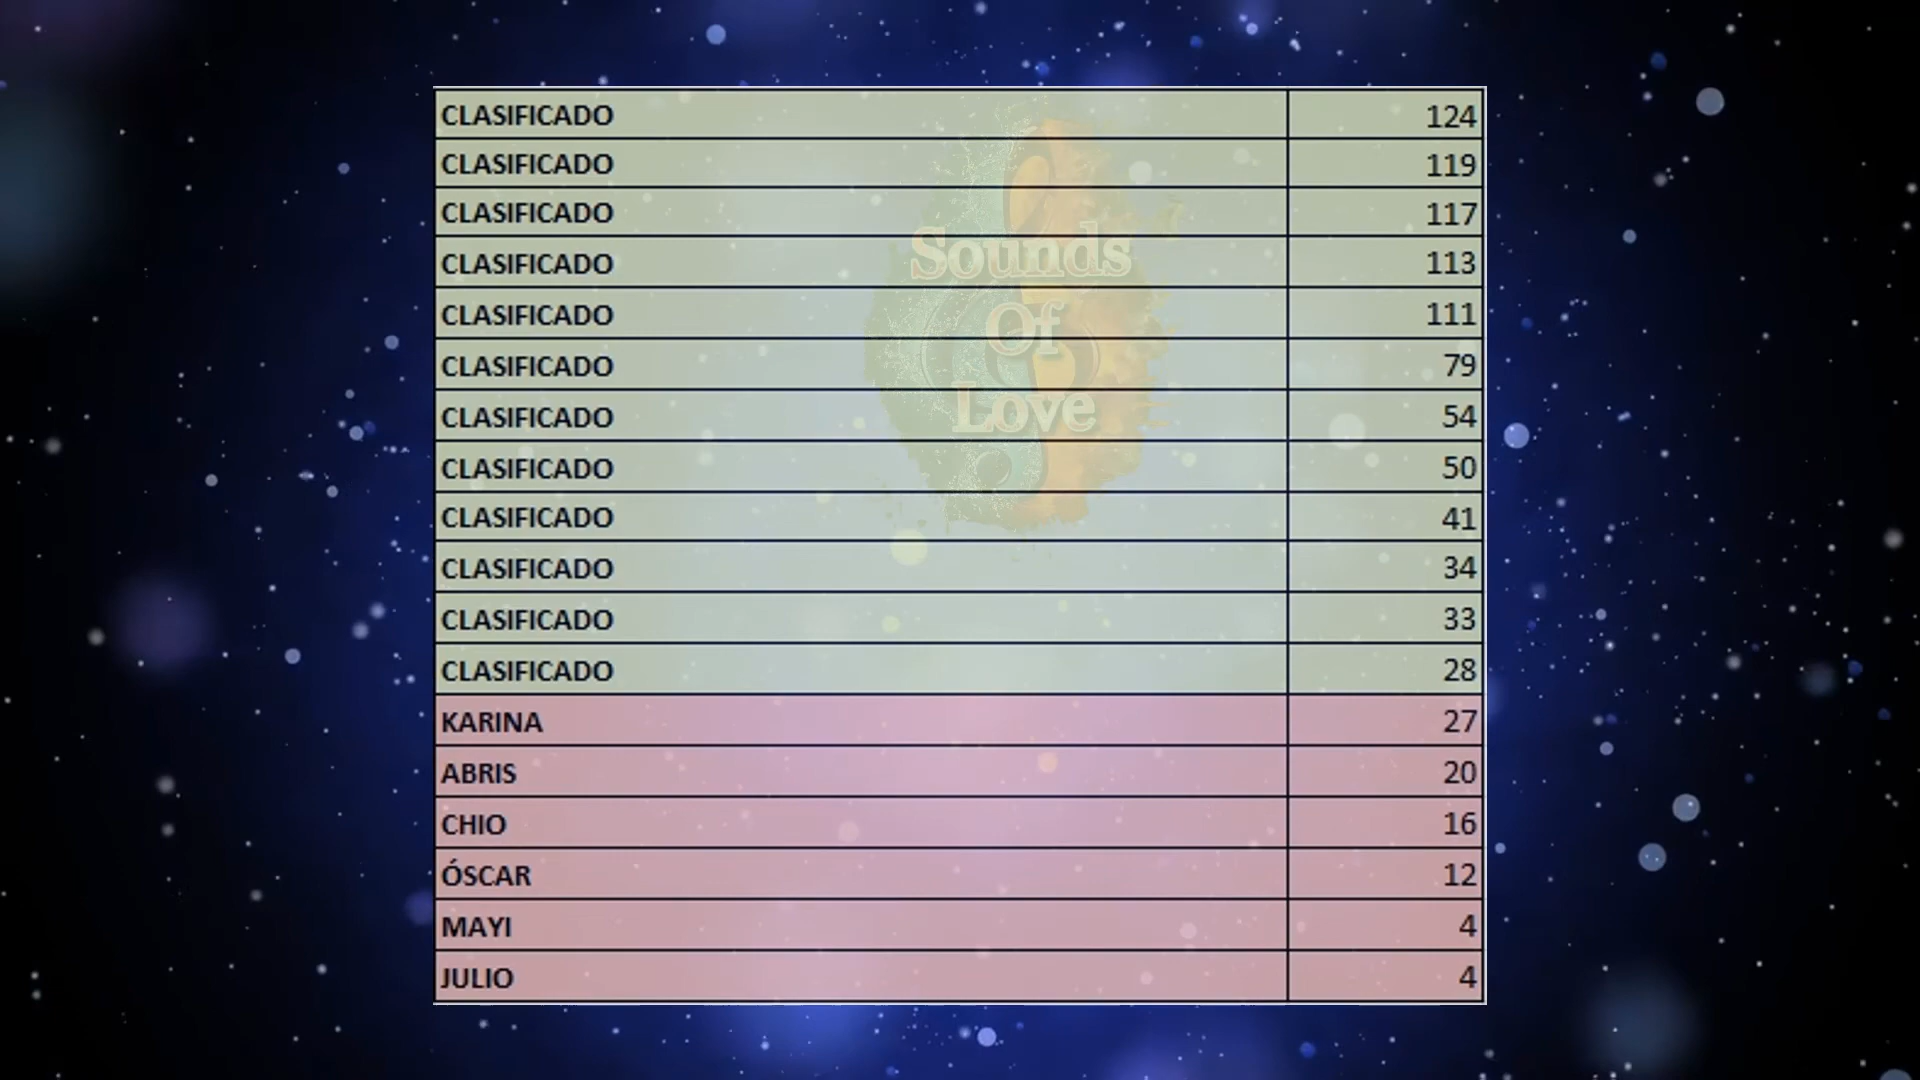 CLASIFICADO 124
CLASIFICADO 119
CLASIFICADO 117
CLASIFICADO 113
CLASIFICADO 111
CLASIFICADO 79
CLASIFICADO 54
CLASIFICADO 50
CLASIFICADO 41
CLASIFICADO 34
CLASIFICADO 33
CLASIFICADO 28
KARINA 27
ABRIS 20
CHIO 16
ÓSCAR 12
MAYI 4
JULIO 4
Sounds
Of
Love